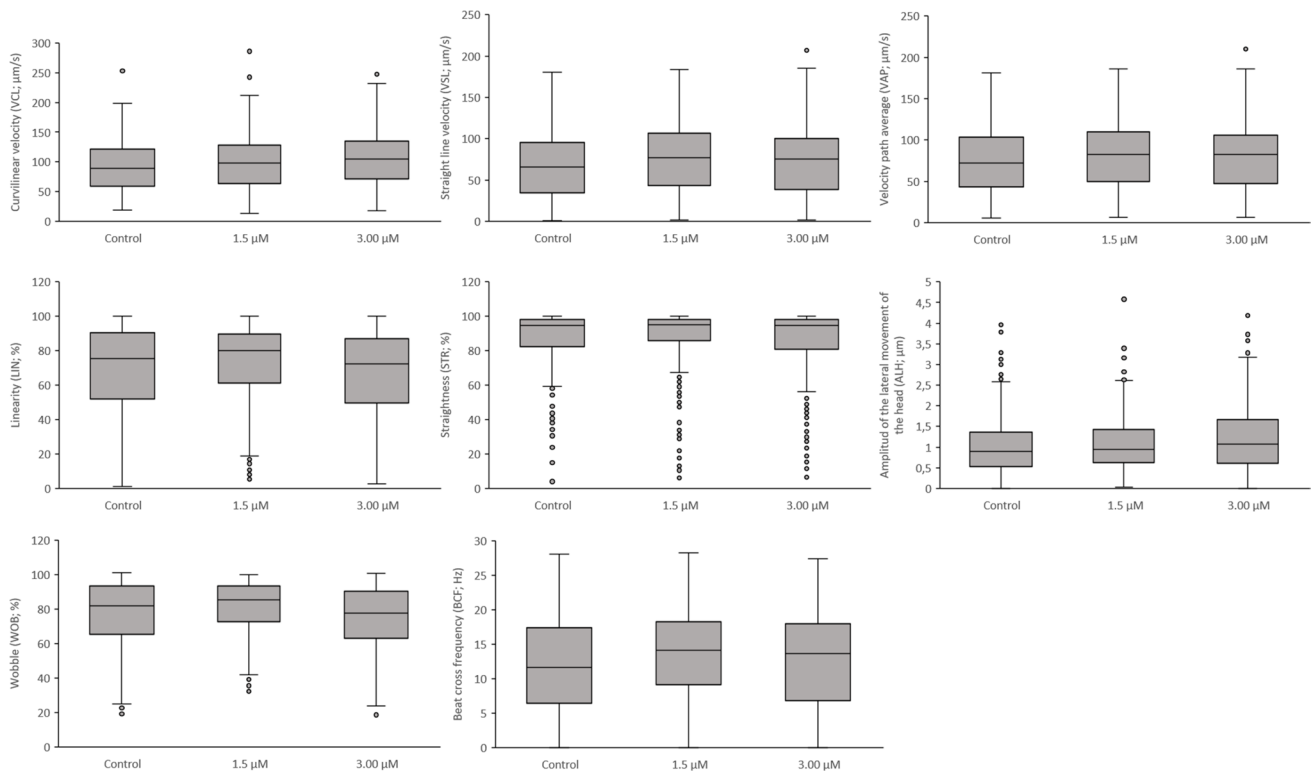 Curvilinear velocity (VCL; µm/s)
300
250
200
150
100
50
0
Control
1.5 µM
3.00 µM
Straight line velocity (VSL; µm/s)
250
200
150
100
50
0
Control
1.5 µM
3.00 µM
Velocity path average (VAP; µm/s)
250
200
150
100
50
0
Control
1.5 µM
3.00 µM
Linearity (LIN; %)
120
100
80
60
40
20
0
Control
1.5 µM
3.00 µM
Straightness (STR; %)
120
100
80
60
40
20
0
Control
1.5 µM
3.00 µM
Amplitud of the lateral movement of
the head (ALH; µm)
5
4,5
4
3,5
3
2,5
2
1,5
1
0,5
0
Control
1.5 µM
3.00 µM
Wobble (WOB; %)
120
100
80
60
40
20
0
Control
1.5 µM
3.00 µM
Beat cross frequency (BCF; Hz)
30
25
20
15
10
5
0
Control
1.5 µM
3.00 µM